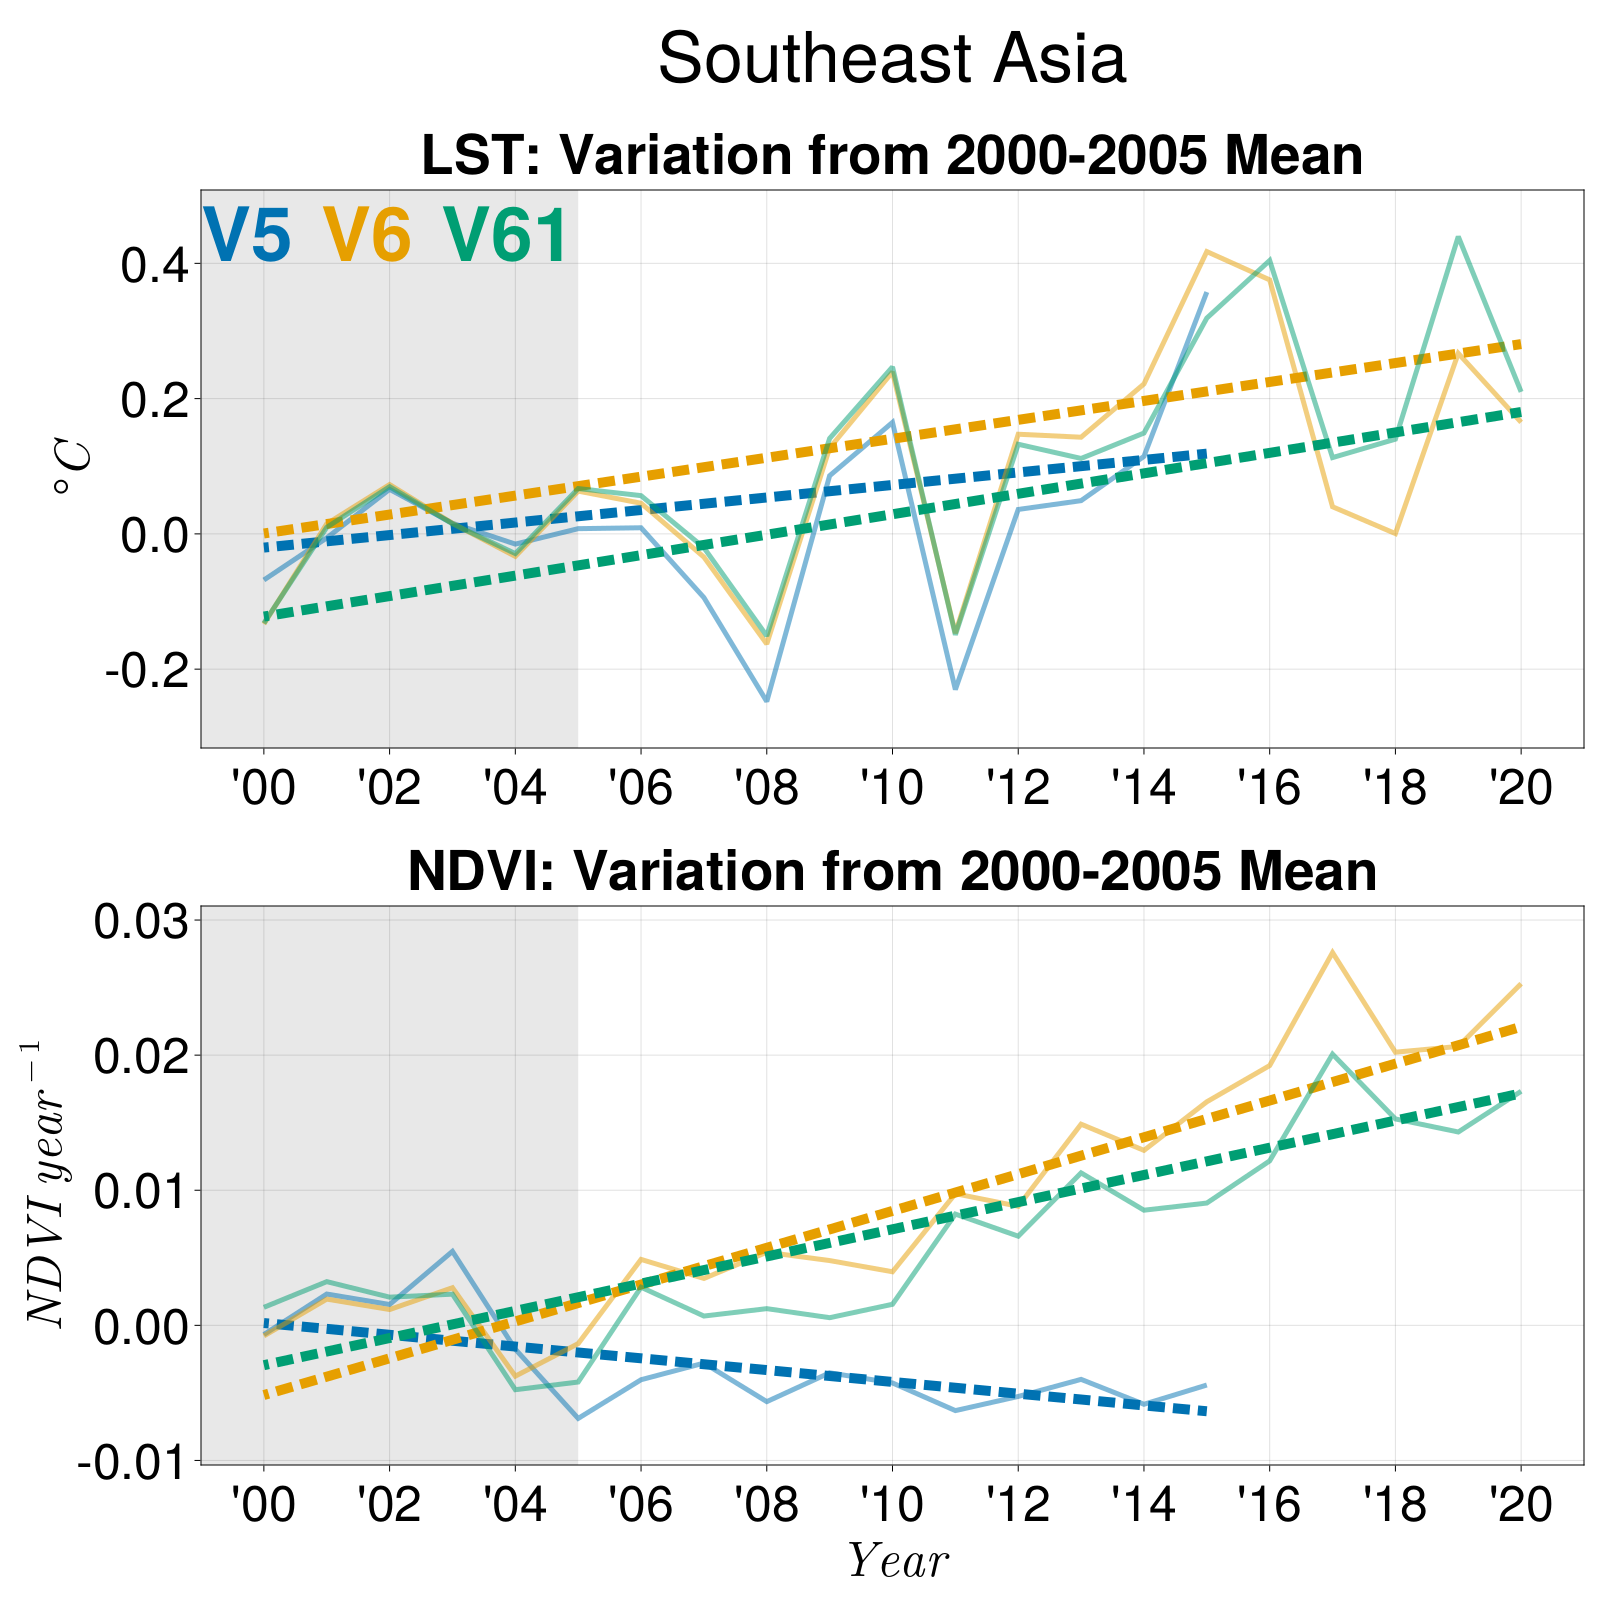 Southeast Asia
LST: Variation from 2000-2005 Mean
V5 V6 V61
0.4
0.2
0.0
-0.2
°C
'00 '02 '04 '06 '08 '10 '12 '14 '16 '18 '20
NDVI: Variation from 2000-2005 Mean
0.03
0.02
0.01
0.00
-0.01
NDVI year⁻¹
'00 '02 '04 '06 '08 '10 '12 '14 '16 '18 '20
Year